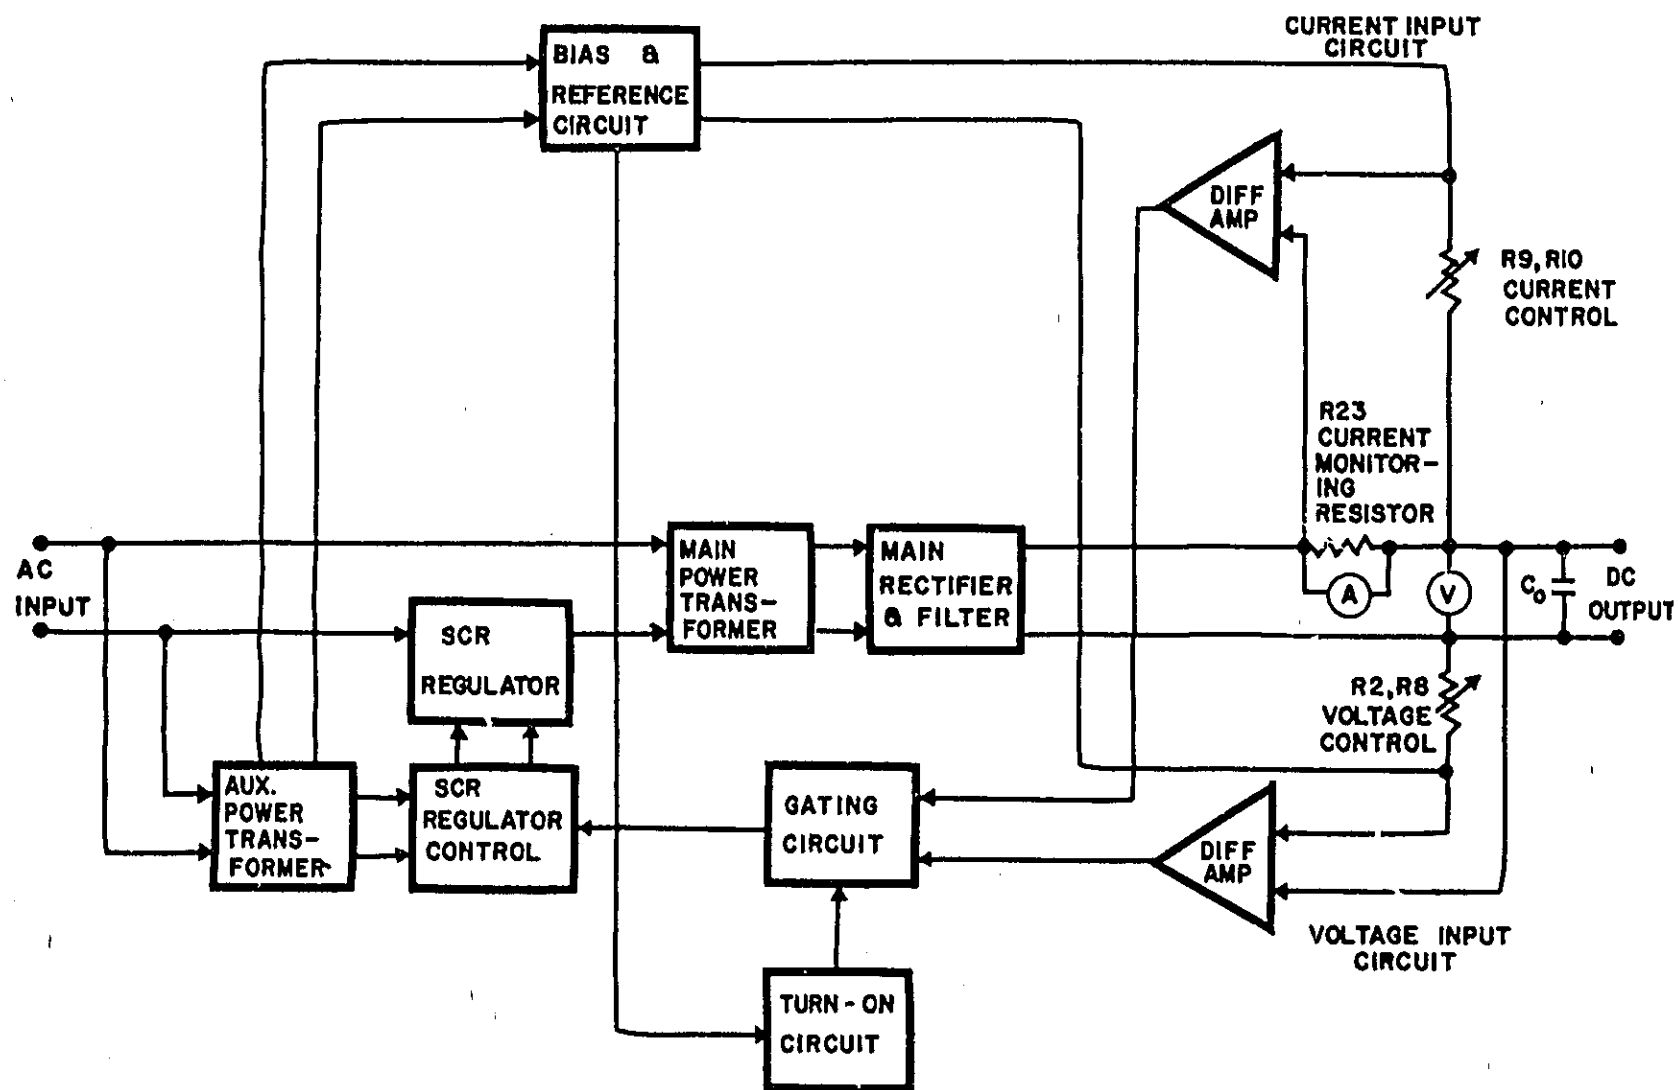 CURRENT INPUT
CIRCUIT
BIAS &
REFERENCE
CIRCUIT
DIFF
AMP
R9, R10
CURRENT
CONTROL
R23
CURRENT
MONITOR-
ING
RESISTOR
AC
INPUT
MAIN
POWER
TRANS-
FORMER
MAIN
RECTIFIER
& FILTER
A
V
C₀
DC
OUTPUT
SCR
REGULATOR
R2, R8
VOLTAGE
CONTROL
AUX.
POWER
TRANS-
FORMER
SCR
REGULATOR
CONTROL
GATING
CIRCUIT
DIFF
AMP
VOLTAGE INPUT
CIRCUIT
TURN-ON
CIRCUIT